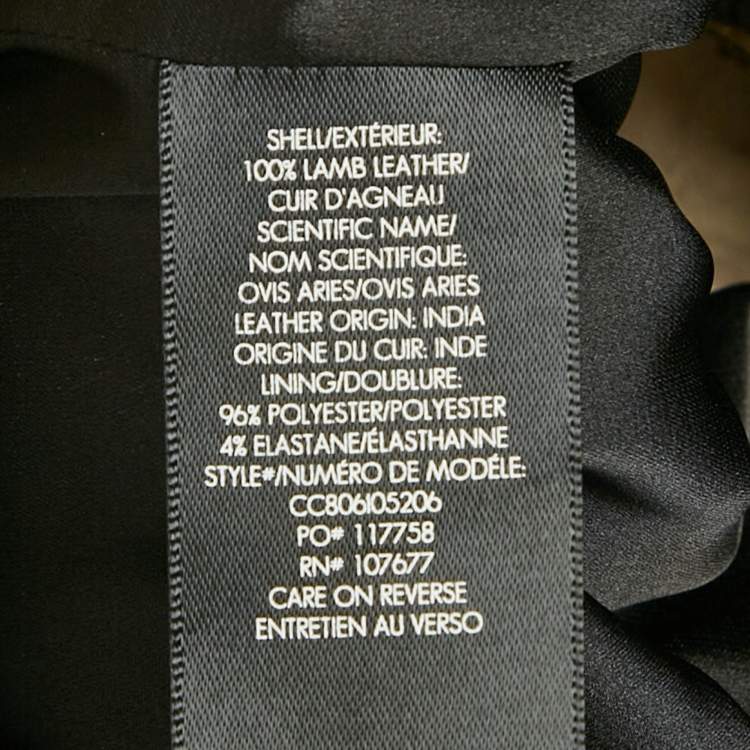 SHELL/EXTÉRIEUR:
100% LAMB LEATHER/
CUIR D'AGNEAU
SCIENTIFIC NAME/
NOM SCIENTIFIQUE:
OVIS ARIES/OVIS ARIES
LEATHER ORIGIN: INDIA
ORIGINE DU CUIR: INDE
LINING/DOUBLURE:
96% POLYESTER/POLYESTER
4% ELASTANE/ÉLASTHANNE
STYLE#/NUMÉRO DE MODÉLE:
CC806I05206
PO# 117758
RN# 107677
CARE ON REVERSE
ENTRETIEN AU VERSO